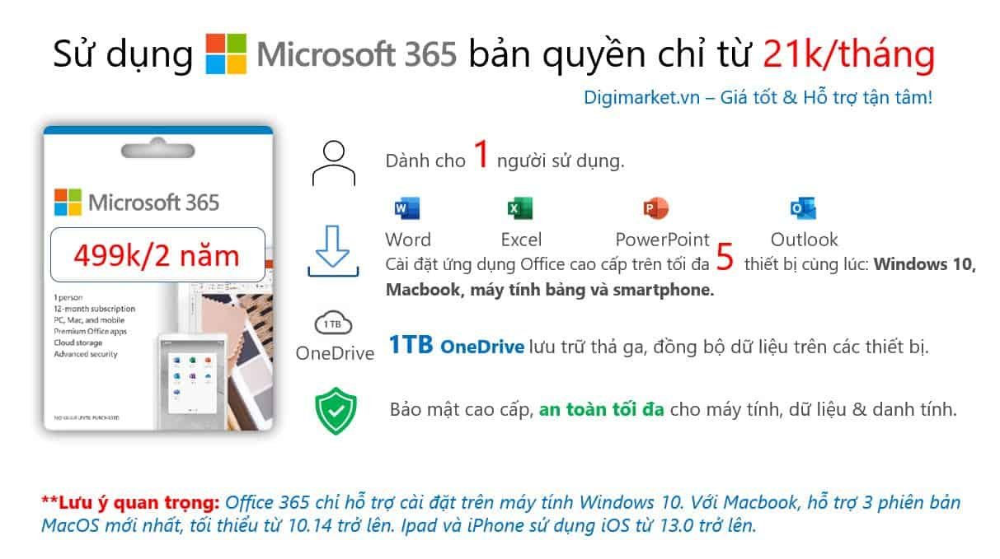 Sử dụng Microsoft 365 bản quyền chỉ từ 21k/tháng
Digimarket.vn – Giá tốt & Hỗ trợ tận tâm!
Microsoft 365
499k/2 năm
1 person
12-month subscription
PC, Mac, and mobile
Premium Office apps
Cloud storage
Advanced security
NO VALUE UNTIL PURCHASED
Dành cho 1 người sử dụng.
Word Excel PowerPoint Outlook
Cài đặt ứng dụng Office cao cấp trên tối đa 5 thiết bị cùng lúc: Windows 10,
Macbook, máy tính bảng và smartphone.
1 TB
OneDrive
1TB OneDrive lưu trữ thả ga, đồng bộ dữ liệu trên các thiết bị.
Bảo mật cao cấp, an toàn tối đa cho máy tính, dữ liệu & danh tính.
**Lưu ý quan trọng: Office 365 chỉ hỗ trợ cài đặt trên máy tính Windows 10. Với Macbook, hỗ trợ 3 phiên bản
MacOS mới nhất, tối thiểu từ 10.14 trở lên. Ipad và iPhone sử dụng iOS từ 13.0 trở lên.